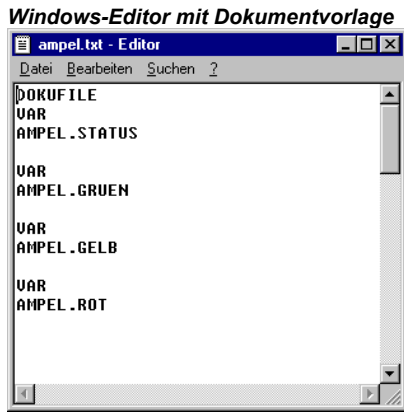 Windows-Editor mit Dokumentvorlage
ampel.txt - Editor
Datei Bearbeiten Suchen ?
DOKUFILE
VAR
AMPEL.STATUS
VAR
AMPEL.GRUEN
VAR
AMPEL.GELB
VAR
AMPEL.ROT